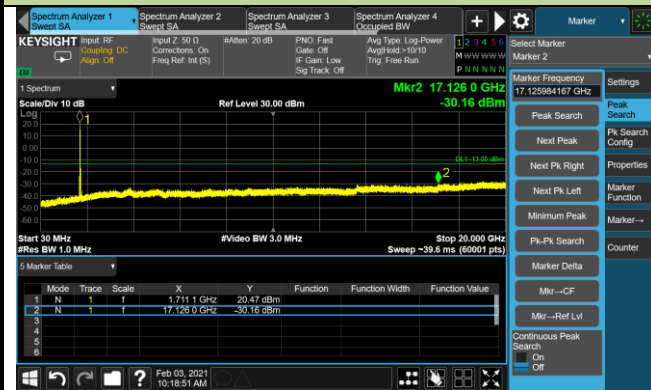 Spectrum Analyzer 1
Swept SA
Spectrum Analyzer 2
Swept SA
Spectrum Analyzer 3
Swept SA
Spectrum Analyzer 4
Occupied BW
Marker
KEYSIGHT
Input: RF
Coupling: DC
Align: Off
Input Z: 50 Ω
Corrections: On
Freq Ref: Int (S)
#Atten: 20 dB
PNO: Fast
Gate: Off
IF Gain: Low
Sig Track: Off
Avg Type: Log-Power
Avg|Hold:>10/10
Trig: Free Run
1 2 3 4 5 6
M W W W W W
P N N N N N
LXI
Select Marker
Marker 2
1 Spectrum
Mkr2 17.126 0 GHz
Scale/Div 10 dB
Ref Level 30.00 dBm
-30.16 dBm
Log
20.0
10.0
0.00
-10.0
-20.0
-30.0
-40.0
-50.0
-60.0
1
DL1 -13.00 dBm
2
Start 30 MHz
#Video BW 3.0 MHz
Stop 20.000 GHz
#Res BW 1.0 MHz
Sweep ~39.6 ms (60001 pts)
5 Marker Table
Mode Trace Scale X Y Function Function Width Function Value
1 N 1 f 1.711 1 GHz 20.47 dBm
2 N 1 f 17.126 0 GHz -30.16 dBm
3
4
5
6
Marker Frequency
17.125984167 GHz
Peak Search
Next Peak
Next Pk Right
Next Pk Left
Minimum Peak
Pk-Pk Search
Marker Delta
Mkr→CF
Mkr→Ref Lvl
Continuous Peak
Search
On
Off
Settings
Peak
Search
Pk Search
Config
Properties
Marker
Function
Marker→
Counter
Feb 03, 2021
10:18:51 AM